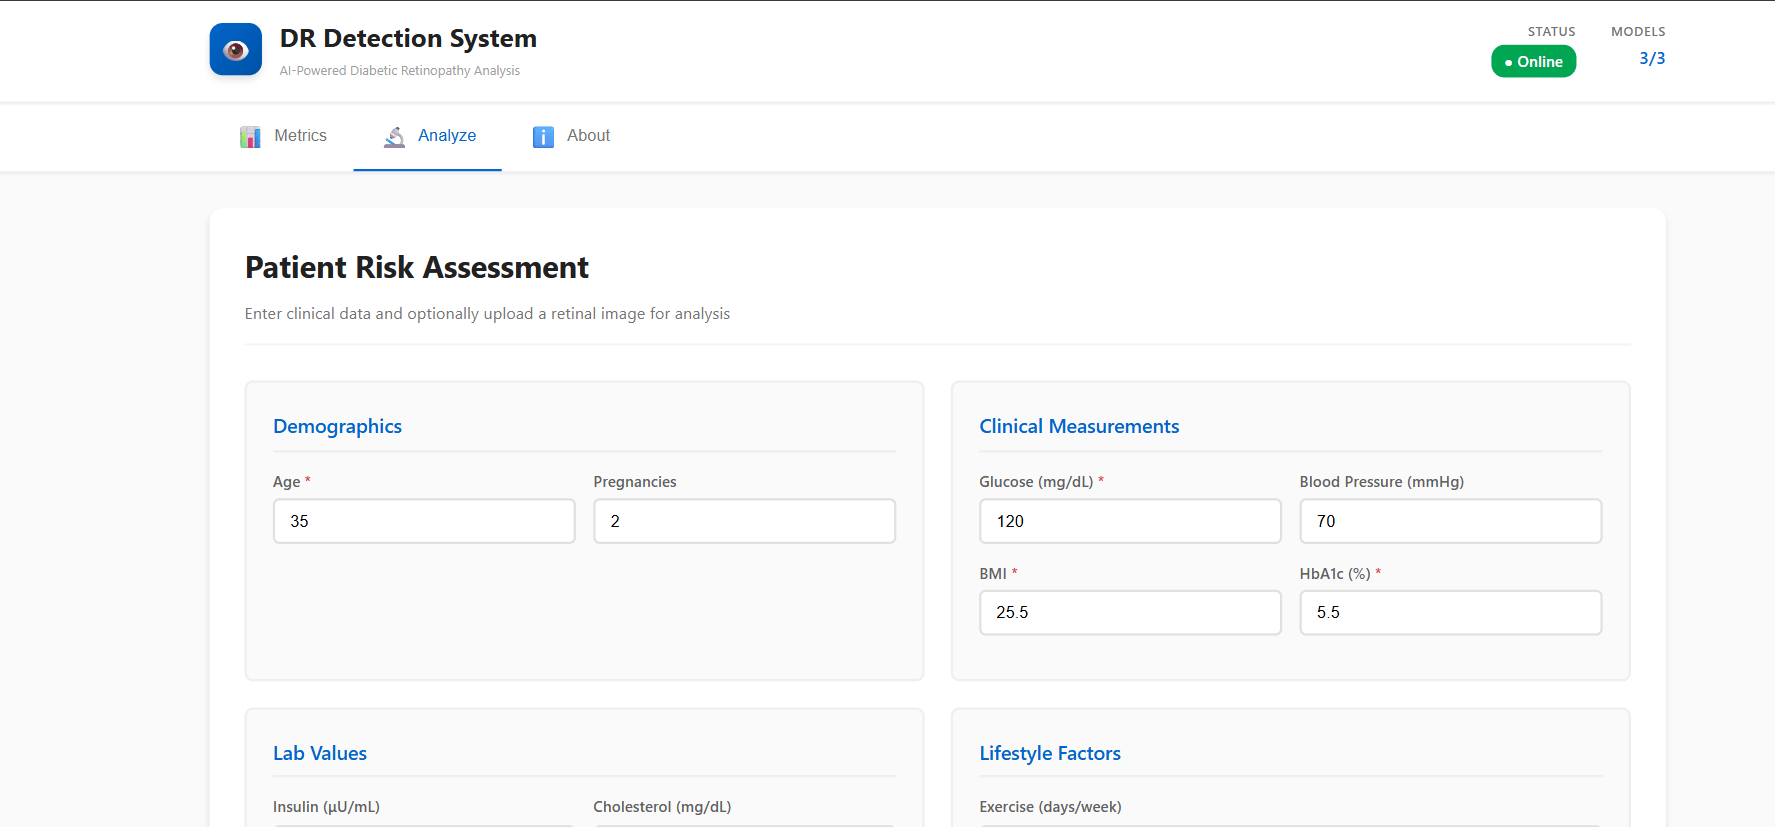 DR Detection System
AI-Powered Diabetic Retinopathy Analysis
STATUS
● Online
MODELS
3/3
Metrics
Analyze
About
Patient Risk Assessment
Enter clinical data and optionally upload a retinal image for analysis
Demographics
Age *
35
Pregnancies
2
Clinical Measurements
Glucose (mg/dL) *
120
Blood Pressure (mmHg)
70
BMI *
25.5
HbA1c (%) *
5.5
Lab Values
Insulin (μU/mL)
Cholesterol (mg/dL)
Lifestyle Factors
Exercise (days/week)